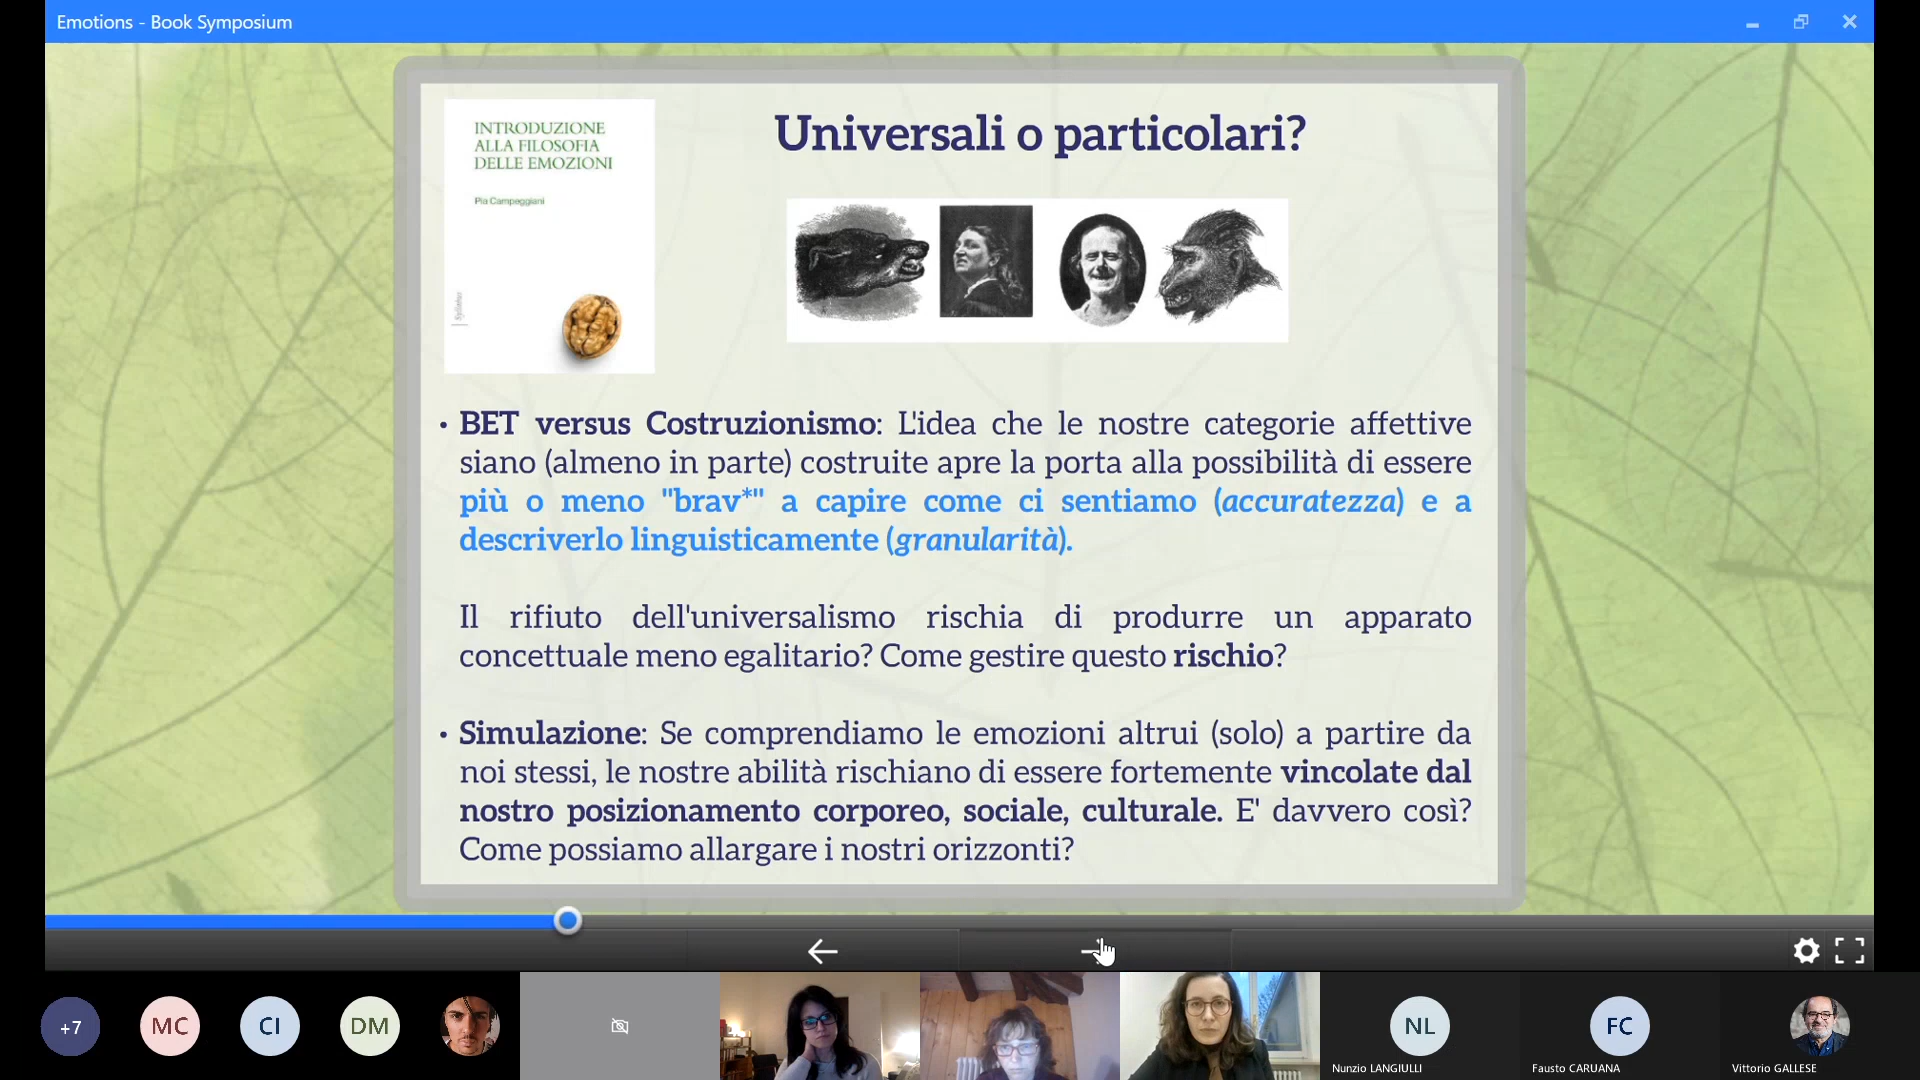 Emotions - Book Symposium
INTRODUZIONE
ALLA FILOSOFIA
DELLE EMOZIONI
Pia Campeggiani
Universali o particolari?
• BET versus Costruzionismo: L'idea che le nostre categorie affettive
siano (almeno in parte) costruite apre la porta alla possibilità di essere
più o meno "brav*" a capire come ci sentiamo (accuratezza) e a
descriverlo linguisticamente (granularità).
Il rifiuto dell'universalismo rischia di produrre un apparato
concettuale meno egalitario? Come gestire questo rischio?
• Simulazione: Se comprendiamo le emozioni altrui (solo) a partire da
noi stessi, le nostre abilità rischiano di essere fortemente vincolate dal
nostro posizionamento corporeo, sociale, culturale. E' davvero così?
Come possiamo allargare i nostri orizzonti?
+7
MC
CI
DM
NL
FC
Nunzio LANGIULLI
Fausto CARUANA
Vittorio GALLESE